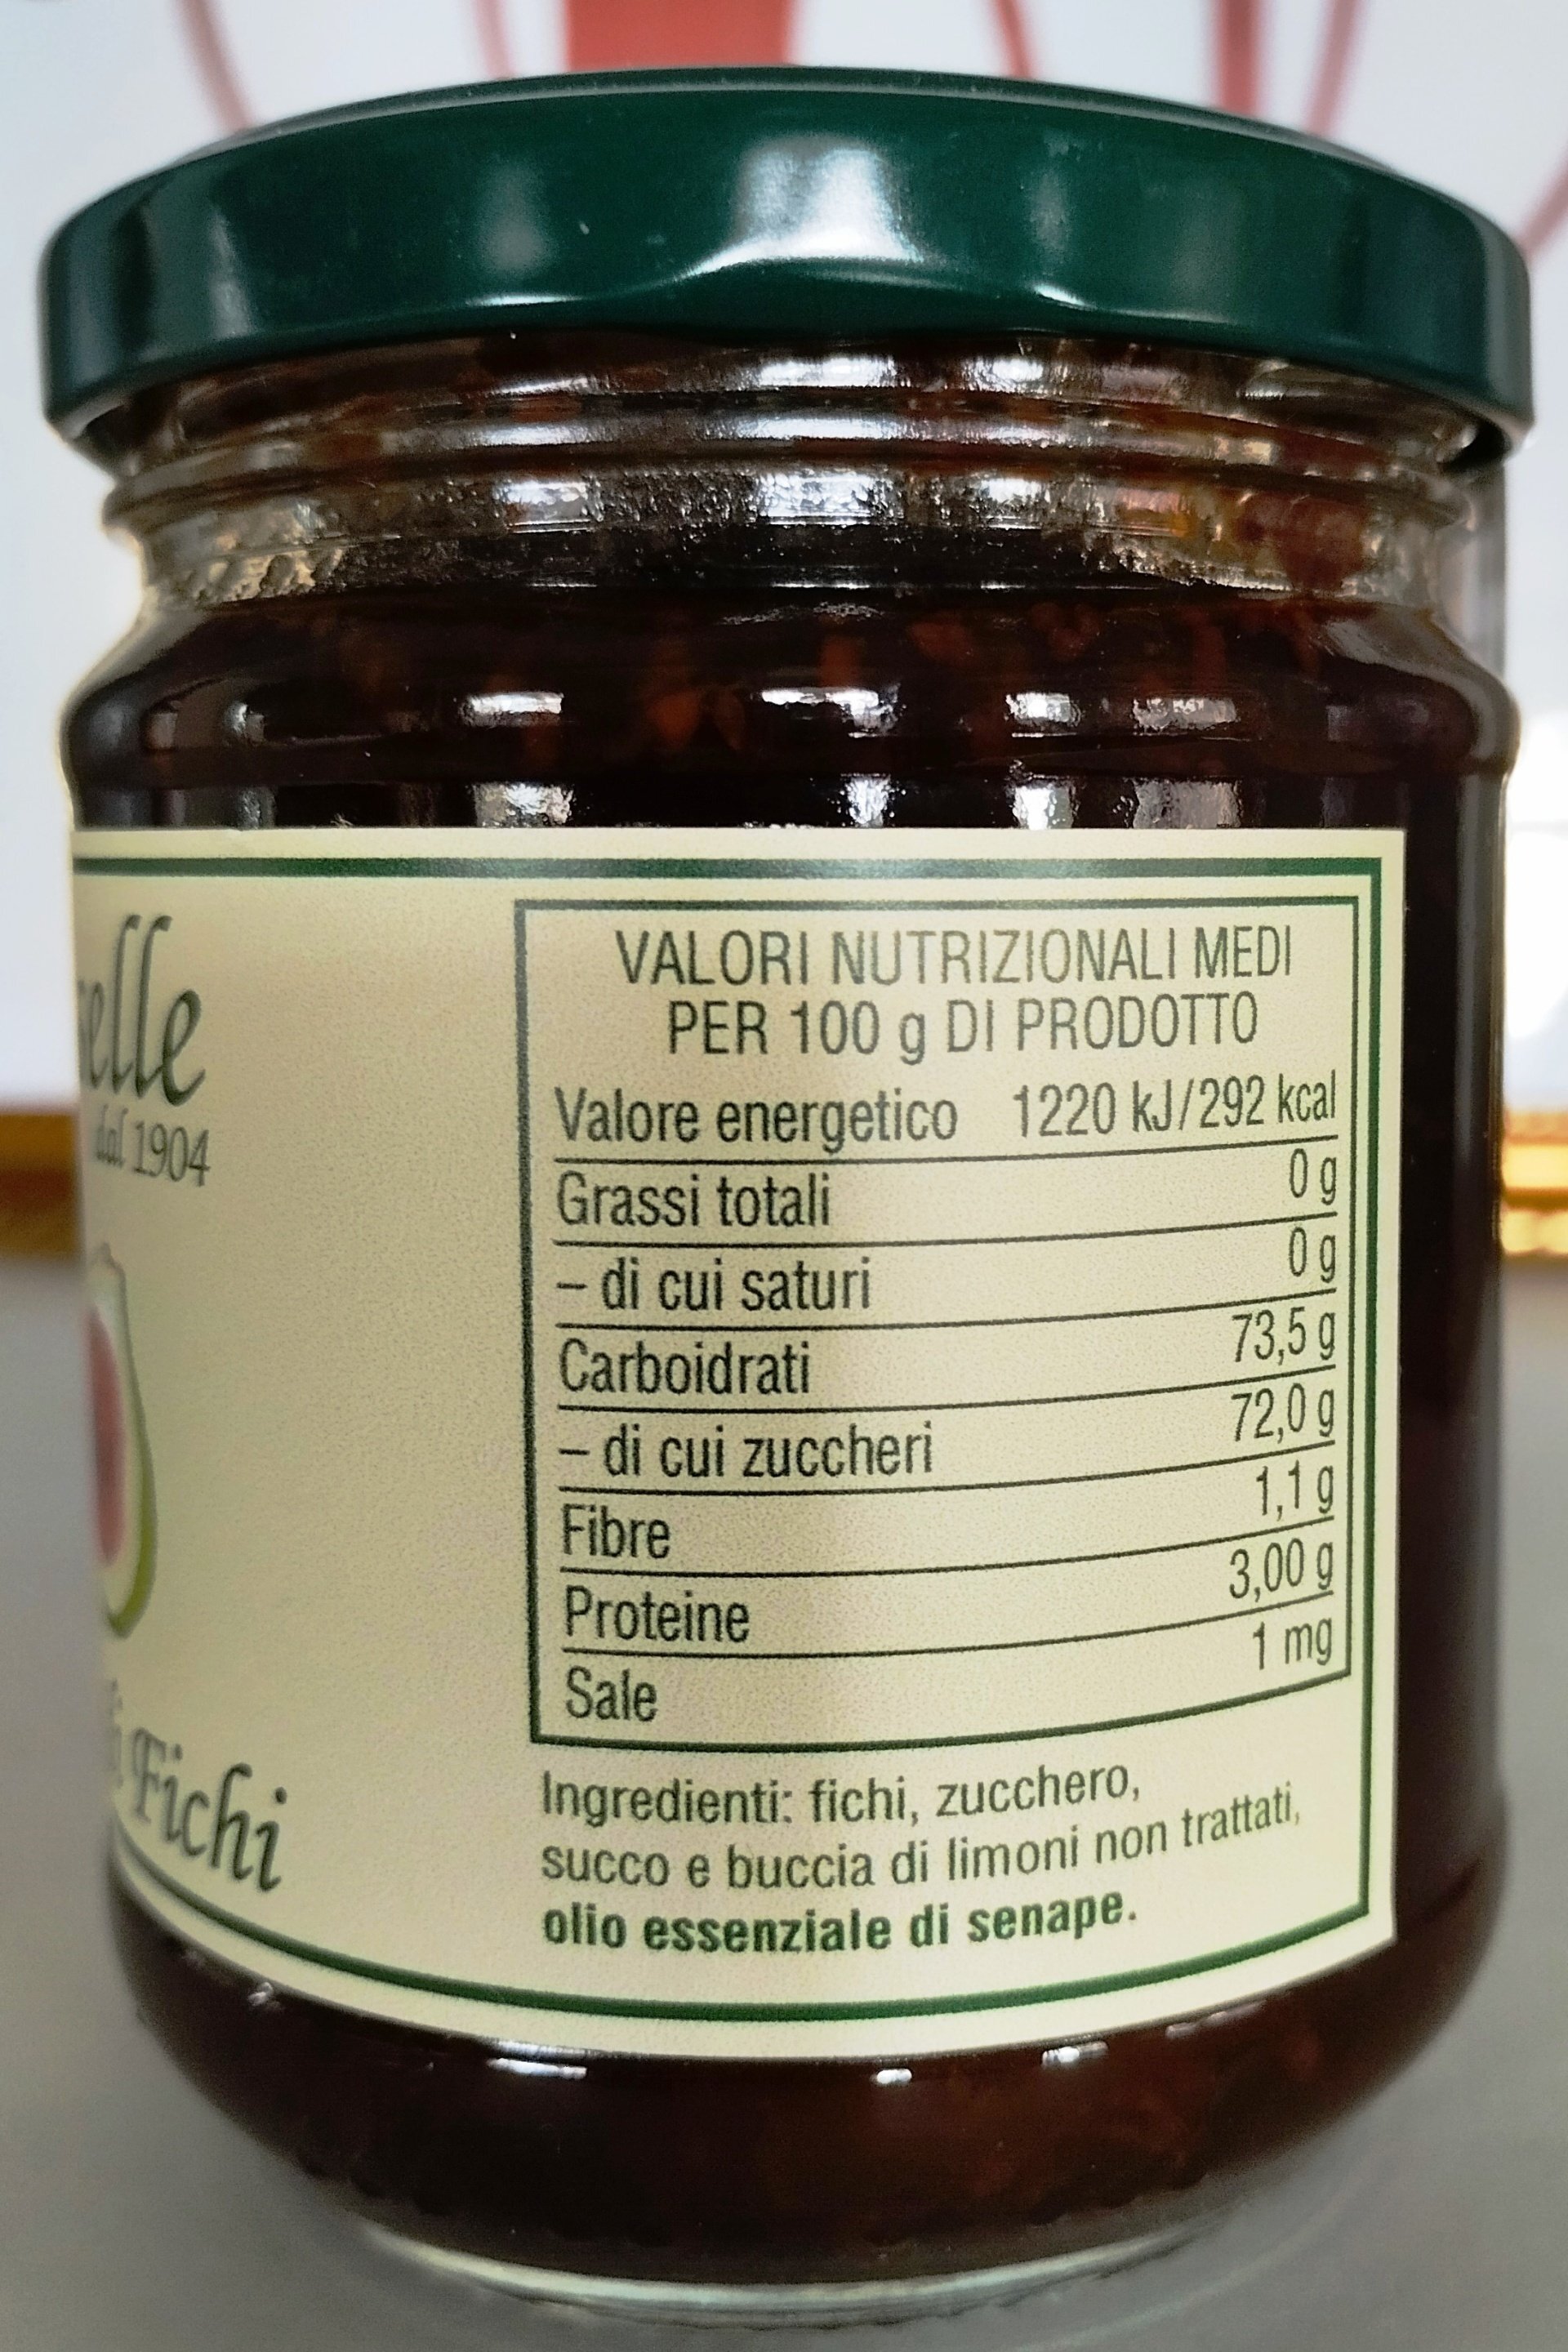 dal 1904
Fichi
VALORI NUTRIZIONALI MEDI
PER 100 g DI PRODOTTO
Valore energetico 1220 kJ/292 kcal
Grassi totali 0 g
– di cui saturi 0 g
Carboidrati 73,5 g
– di cui zuccheri 72,0 g
Fibre 1,1 g
Proteine 3,00 g
Sale 1 mg
Ingredienti: fichi, zucchero,
succo e buccia di limoni non trattati,
olio essenziale di senape.